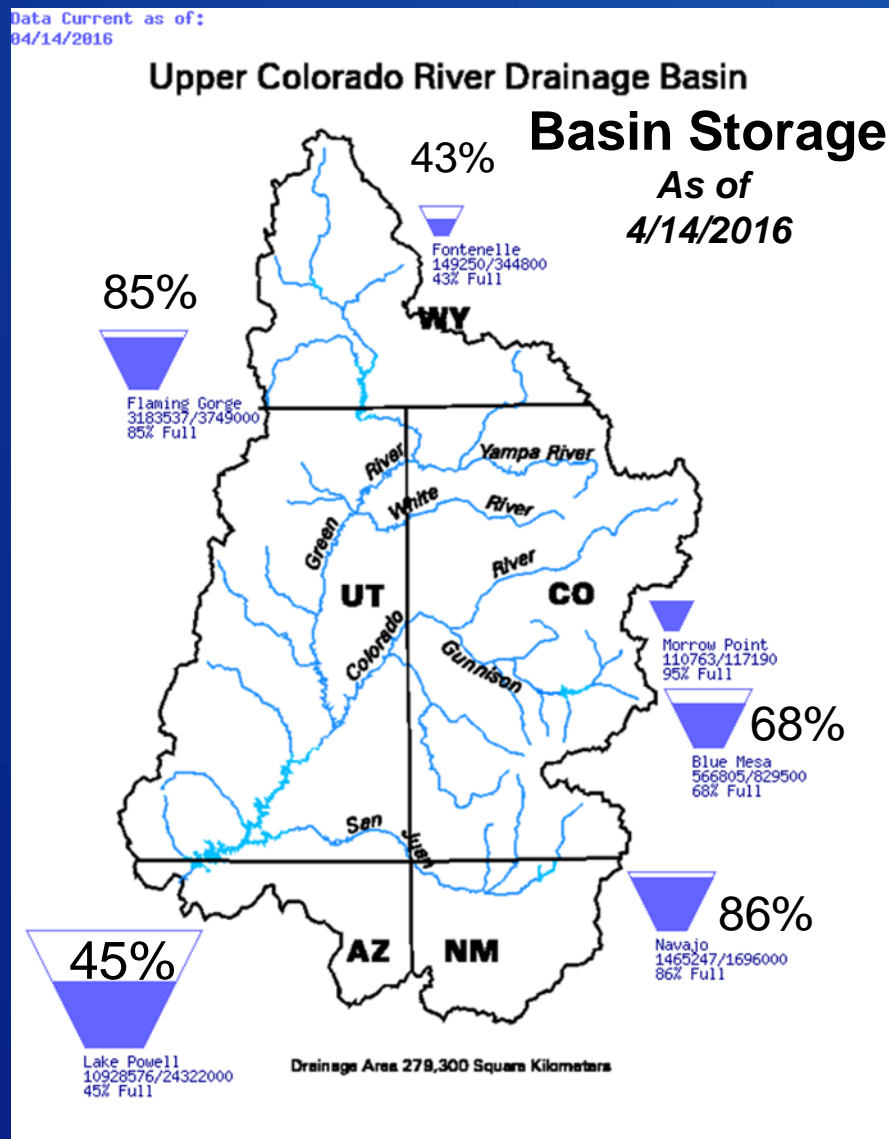 Data Current as of:
04/14/2016
Upper Colorado River Drainage Basin
Basin Storage
As of
4/14/2016
43%
Fontenelle
149250/344800
43% Full
85%
WY
Flaming Gorge
3183537/3749000
85% Full
Yampa River
River
White
River
Green
River
UT
CO
Colorado
Gunnison
Morrow Point
110763/117190
95% Full
68%
Blue Mesa
566805/829500
68% Full
San
Juan
86%
AZ
NM
Navajo
1465247/1696000
86% Full
45%
Lake Powell
10928576/24322000
45% Full
Drainage Area 279,300 Square Kilometers